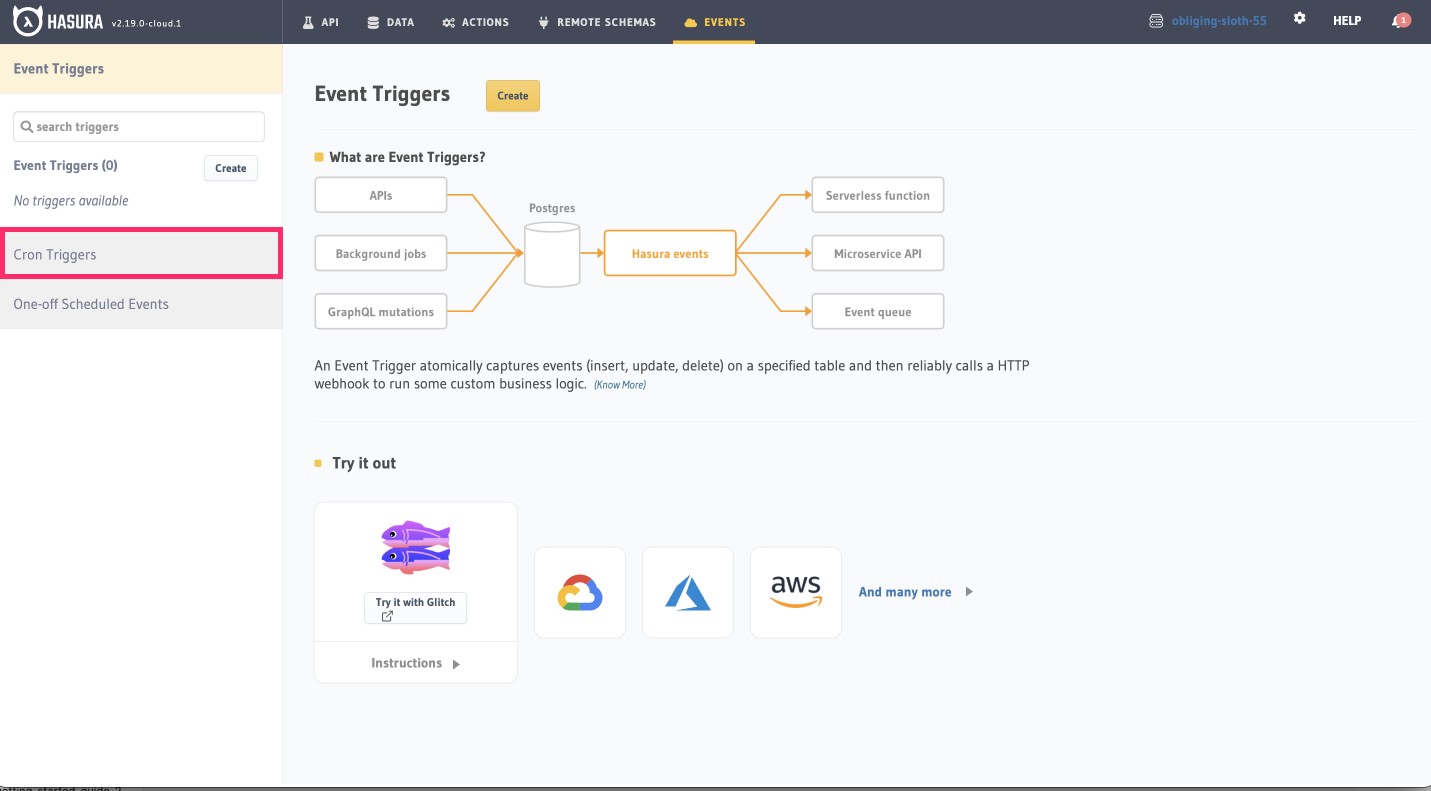 HASURA v2.19.0-cloud.1
API
DATA
ACTIONS
REMOTE SCHEMAS
EVENTS
obliging-sloth-55
HELP
1
Event Triggers
search triggers
Event Triggers (0)
Create
No triggers available
Cron Triggers
One-off Scheduled Events
Event Triggers
Create
What are Event Triggers?
APIs
Background jobs
GraphQL mutations
Postgres
Hasura events
Serverless function
Microservice API
Event queue
An Event Trigger atomically captures events (insert, update, delete) on a specified table and then reliably calls a HTTP
webhook to run some custom business logic. (Know More)
Try it out
Try it with Glitch
Instructions
aws
And many more